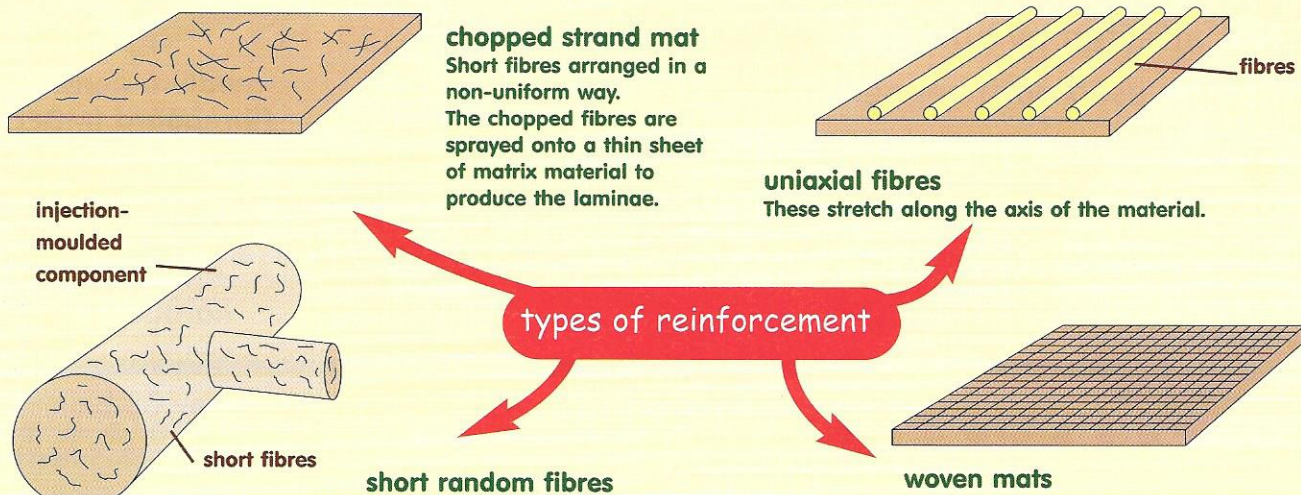 chopped strand mat
Short fibres arranged in a
non-uniform way.
The chopped fibres are
sprayed onto a thin sheet
of matrix material to
produce the laminae.
fibres
uniaxial fibres
These stretch along the axis of the material.
injection-
moulded
component
types of reinforcement
short fibres
short random fibres
woven mats